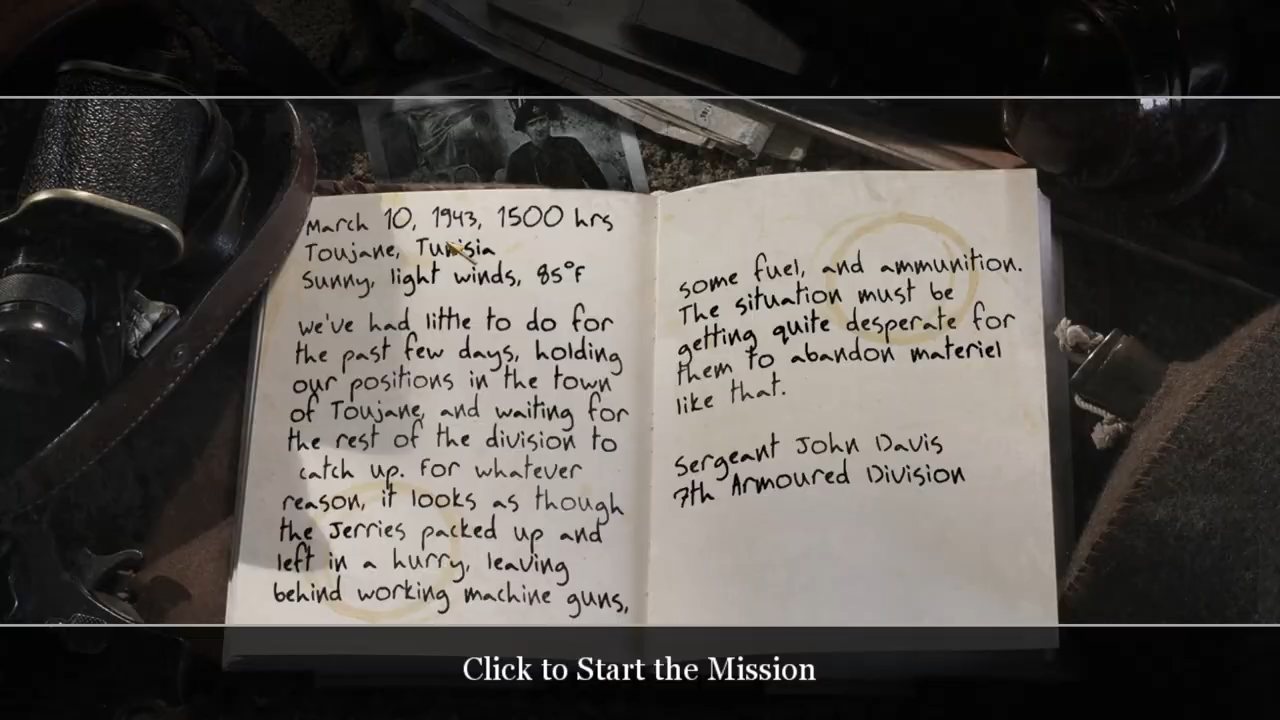 March 10, 1943, 1500 hrs
Toujane, Tunisia
Sunny, light winds, 85°F
we've had little to do for
the past few days, holding
our positions in the town
of Toujane, and waiting for
the rest of the division to
catch up. For whatever
reason, it looks as though
the Jerries packed up and
left in a hurry, leaving
behind working machine guns,
some fuel, and ammunition.
The situation must be
getting quite desperate for
them to abandon materiel
like that.
Sergeant John Davis
7th Armoured Division
Click to Start the Mission